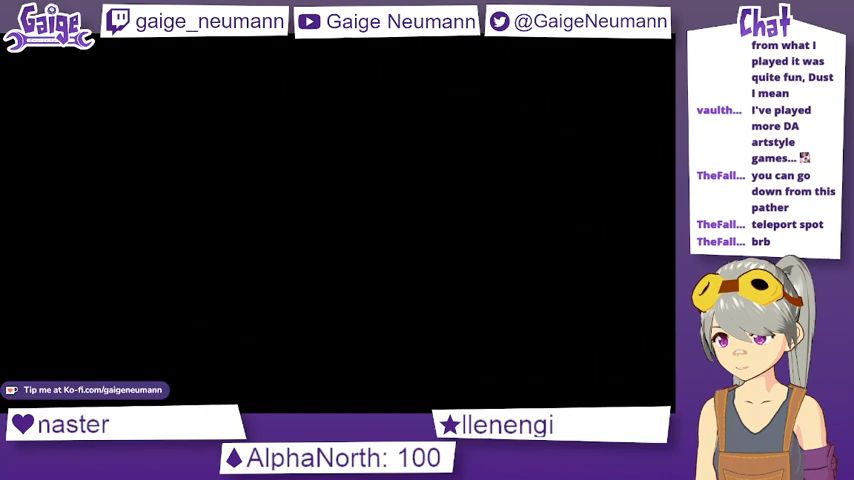 Gaige
gaige_neumann
Gaige Neumann
@GaigeNeumann
Chat
from what I
played it was
quite fun, Dust
I mean
vaulth... I've played
more DA
artstyle
games...
TheFall... you can go
down from this
pather
TheFall... teleport spot
TheFall... brb
Tip me at Ko-fi.com/gaigeneumann
naster
llenengi
AlphaNorth: 100